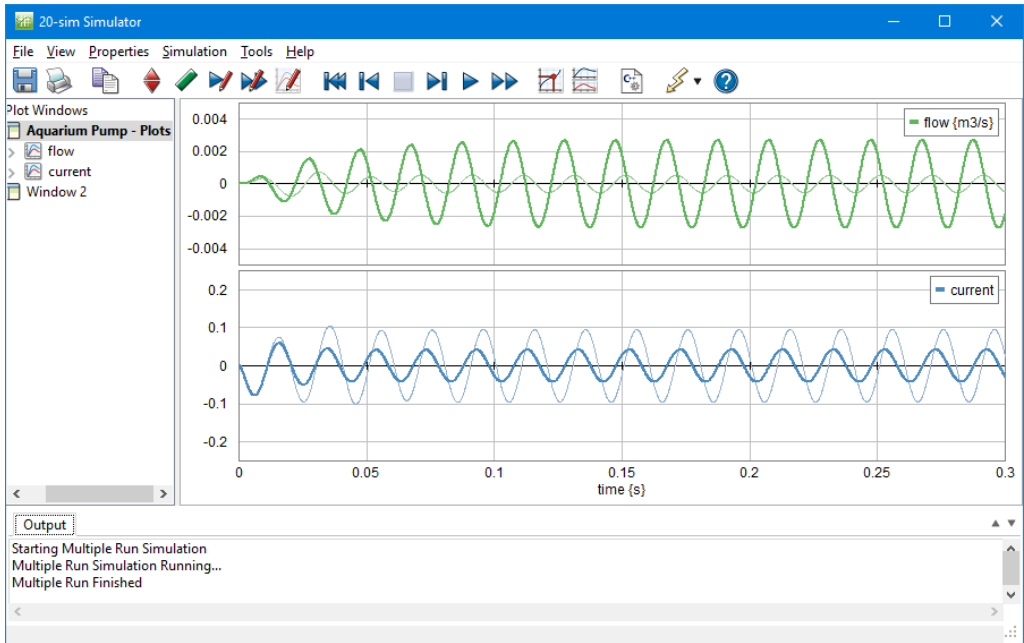 20-sim Simulator
File View Properties Simulation Tools Help
Plot Windows
Aquarium Pump - Plots
flow
current
Window 2
0.004
0.002
0
-0.002
-0.004
flow {m3/s}
0.2
0.1
0
-0.1
-0.2
current
0 0.05 0.1 0.15 0.2 0.25 0.3
time {s}
Output
Starting Multiple Run Simulation
Multiple Run Simulation Running...
Multiple Run Finished